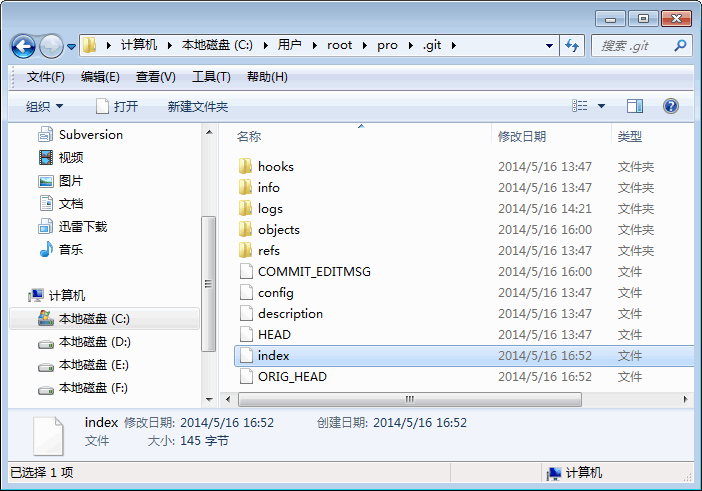 计算机 本地磁盘 (C:) 用户 root pro .git 搜索 .git
文件(F) 编辑(E) 查看(V) 工具(T) 帮助(H)
组织 打开 新建文件夹
Subversion
视频
图片
文档
迅雷下载
音乐
计算机
本地磁盘 (C:)
本地磁盘 (D:)
本地磁盘 (E:)
本地磁盘 (F:)
名称 修改日期 类型
hooks 2014/5/16 13:47 文件夹
info 2014/5/16 13:47 文件夹
logs 2014/5/16 14:21 文件夹
objects 2014/5/16 16:00 文件夹
refs 2014/5/16 13:47 文件夹
COMMIT_EDITMSG 2014/5/16 16:00 文件
config 2014/5/16 13:47 文件
description 2014/5/16 13:47 文件
HEAD 2014/5/16 13:47 文件
index 2014/5/16 16:52 文件
ORIG_HEAD 2014/5/16 16:52 文件
index 修改日期: 2014/5/16 16:52 创建日期: 2014/5/16 16:52
文件 大小: 145 字节
已选择 1 项 计算机